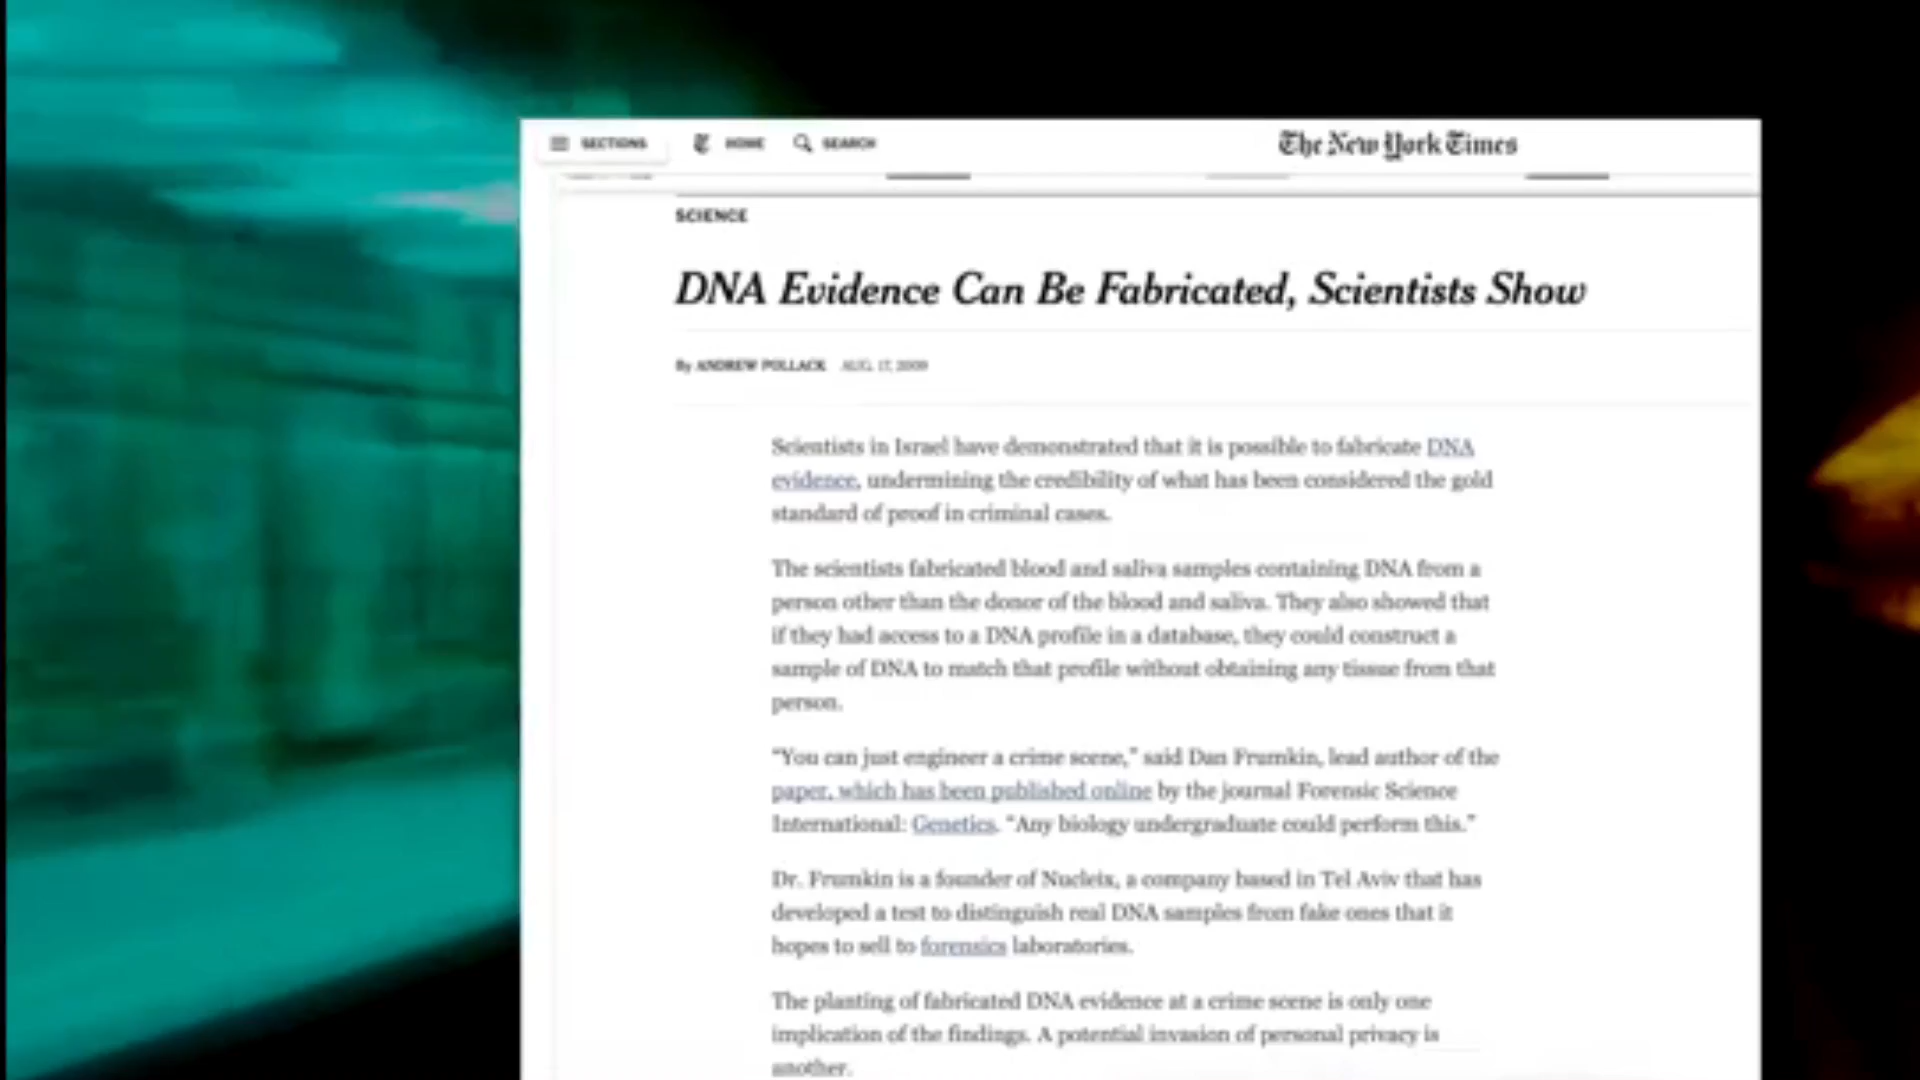 SECTIONS HOME SEARCH The New York Times
SCIENCE
DNA Evidence Can Be Fabricated, Scientists Show
By ANDREW POLLACK AUG. 17, 2009
Scientists in Israel have demonstrated that it is possible to fabricate DNA
evidence, undermining the credibility of what has been considered the gold
standard of proof in criminal cases.
The scientists fabricated blood and saliva samples containing DNA from a
person other than the donor of the blood and saliva. They also showed that
if they had access to a DNA profile in a database, they could construct a
sample of DNA to match that profile without obtaining any tissue from that
person.
“You can just engineer a crime scene,” said Dan Frumkin, lead author of the
paper, which has been published online by the journal Forensic Science
International: Genetics. “Any biology undergraduate could perform this.”
Dr. Frumkin is a founder of Nucleix, a company based in Tel Aviv that has
developed a test to distinguish real DNA samples from fake ones that it
hopes to sell to forensics laboratories.
The planting of fabricated DNA evidence at a crime scene is only one
implication of the findings. A potential invasion of personal privacy is
another.